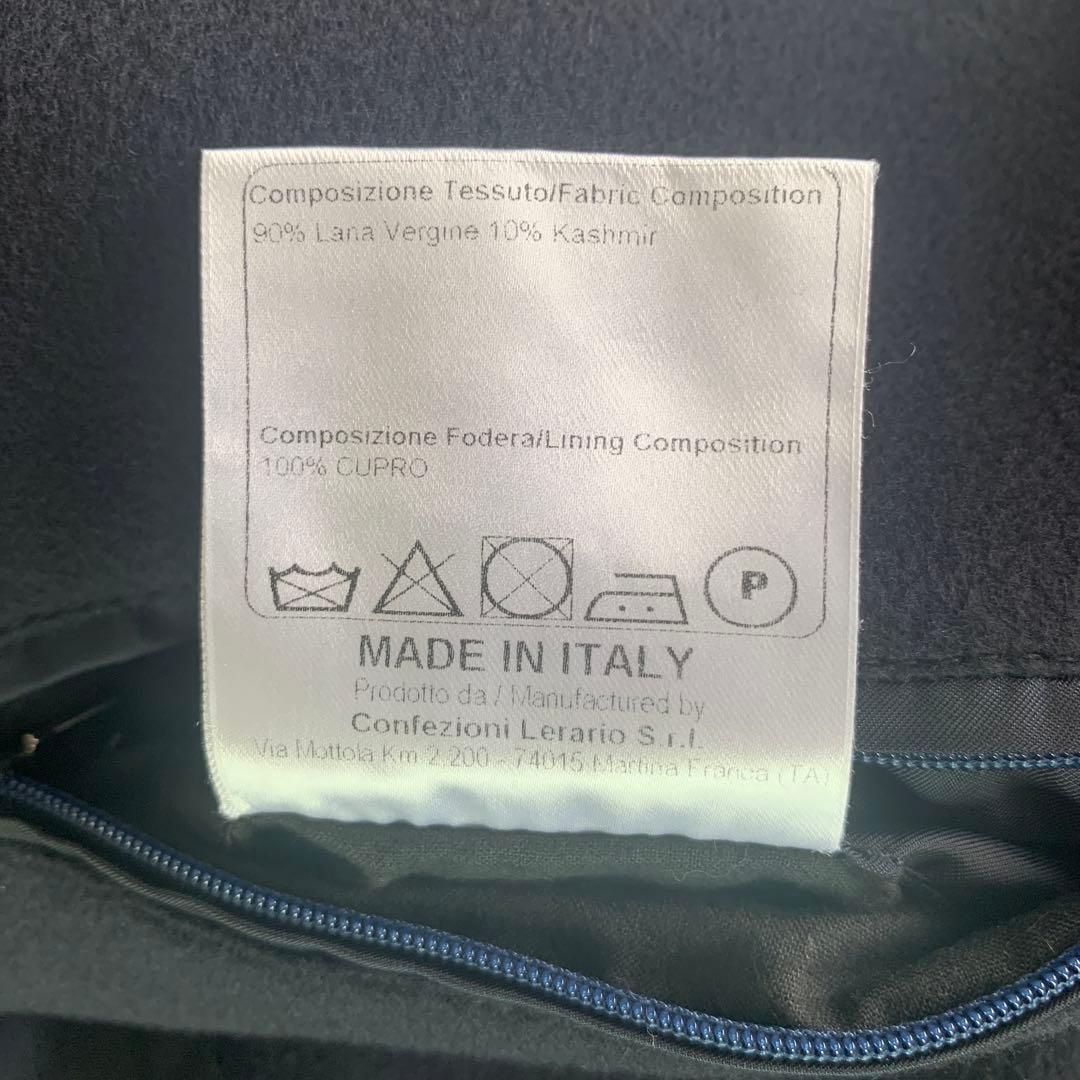 Composizione Tessuto/Fabric Composition
90% Lana Vergine 10% Kashmir
Composizione Fodera/Lining Composition
100% CUPRO
P
MADE IN ITALY
Prodotto da / Manufactured by
Confezioni Lerario S.r.l.
Via Mottola Km 2,200 - 74015 Martina Franca (TA)